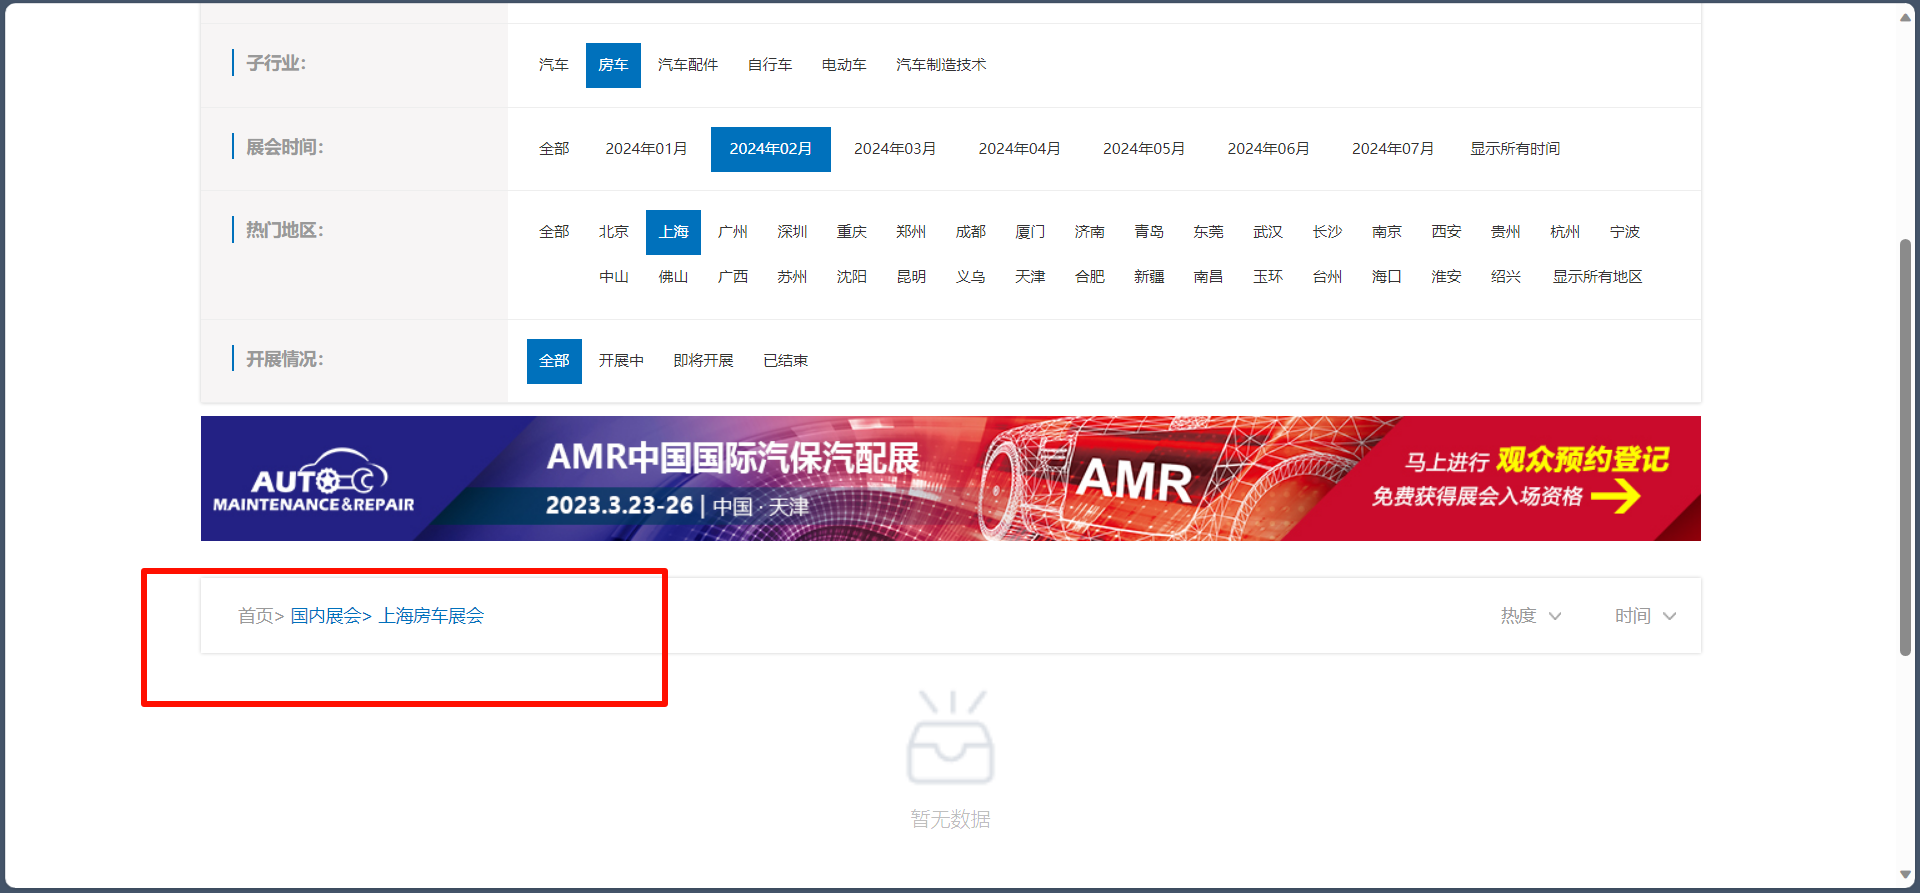 子行业：
汽车 房车 汽车配件 自行车 电动车 汽车制造技术
展会时间：
全部 2024年01月 2024年02月 2024年03月 2024年04月 2024年05月 2024年06月 2024年07月 显示所有时间
热门地区：
全部 北京 上海 广州 深圳 重庆 郑州 成都 厦门 济南 青岛 东莞 武汉 长沙 南京 西安 贵州 杭州 宁波
中山 佛山 广西 苏州 沈阳 昆明 义乌 天津 合肥 新疆 南昌 玉环 台州 海口 淮安 绍兴 显示所有地区
开展情况：
全部 开展中 即将开展 已结束
AUTO
MAINTENANCE&REPAIR
AMR中国国际汽保汽配展
2023.3.23-26 | 中国·天津
AMR
马上进行 观众预约登记
免费获得展会入场资格
首页> 国内展会> 上海房车展会
热度 时间
暂无数据